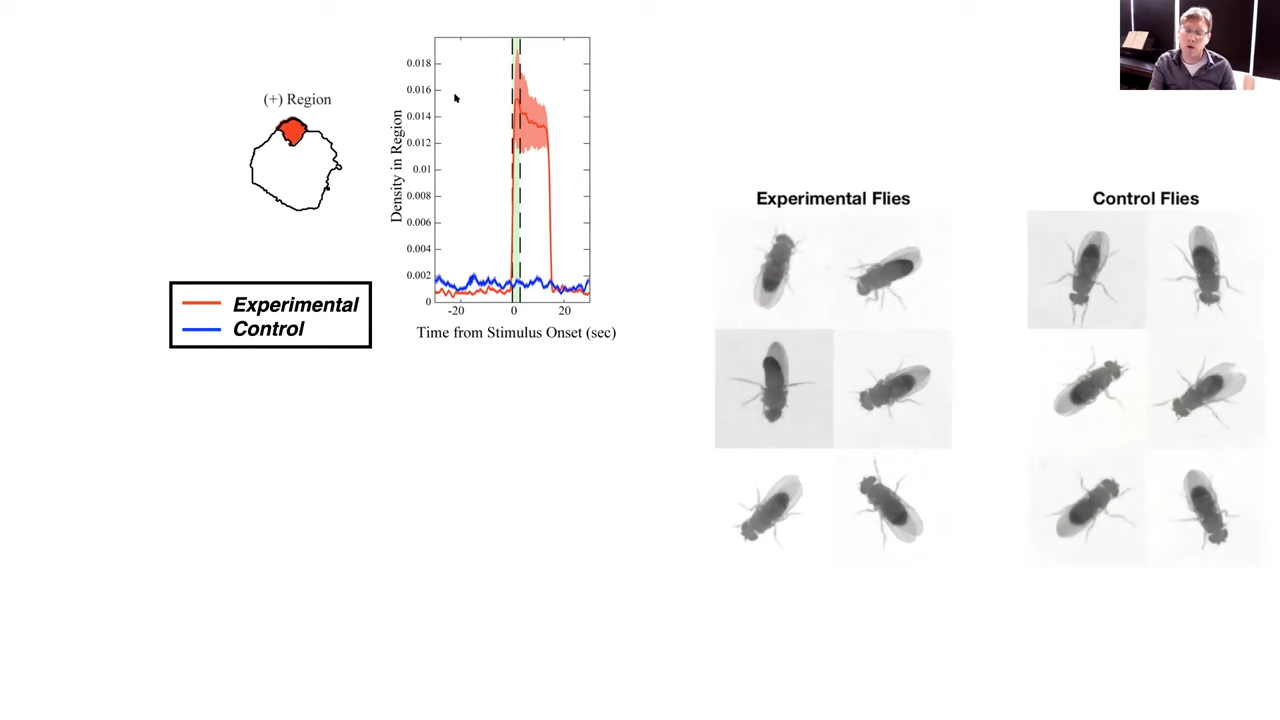 (+) Region
Experimental
Control
Density in Region
0.018
0.016
0.014
0.012
0.01
0.008
0.006
0.004
0.002
0
-20
0
20
Time from Stimulus Onset (sec)
Experimental Flies
Control Flies